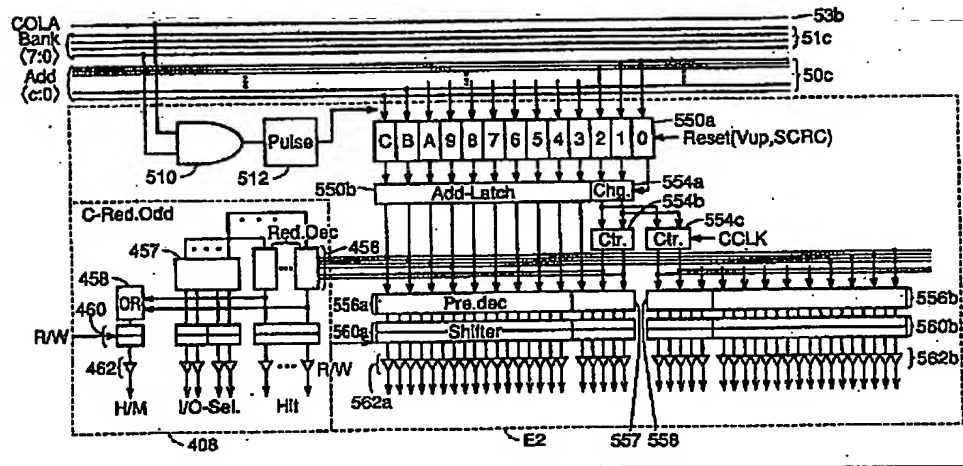 COLA 53b
Bank 51c
(7:0)
Add 50c
(c:0)
550a
C B A 9 8 7 6 5 4 3 2 1 0 Reset(Vup,SCRC)
Pulse
510 512
550b Add-Latch Chg. 554a
554b
C-Red.Odd 554c
Red.Dec Ctr. Ctr. CCLK
457 456
458
OR 556a Pre.dec 556b
460 560a Shifter 560b
R/W
462 R/W 562b
562a
H/M I/O-Sel. Hit
408 E2 557 558